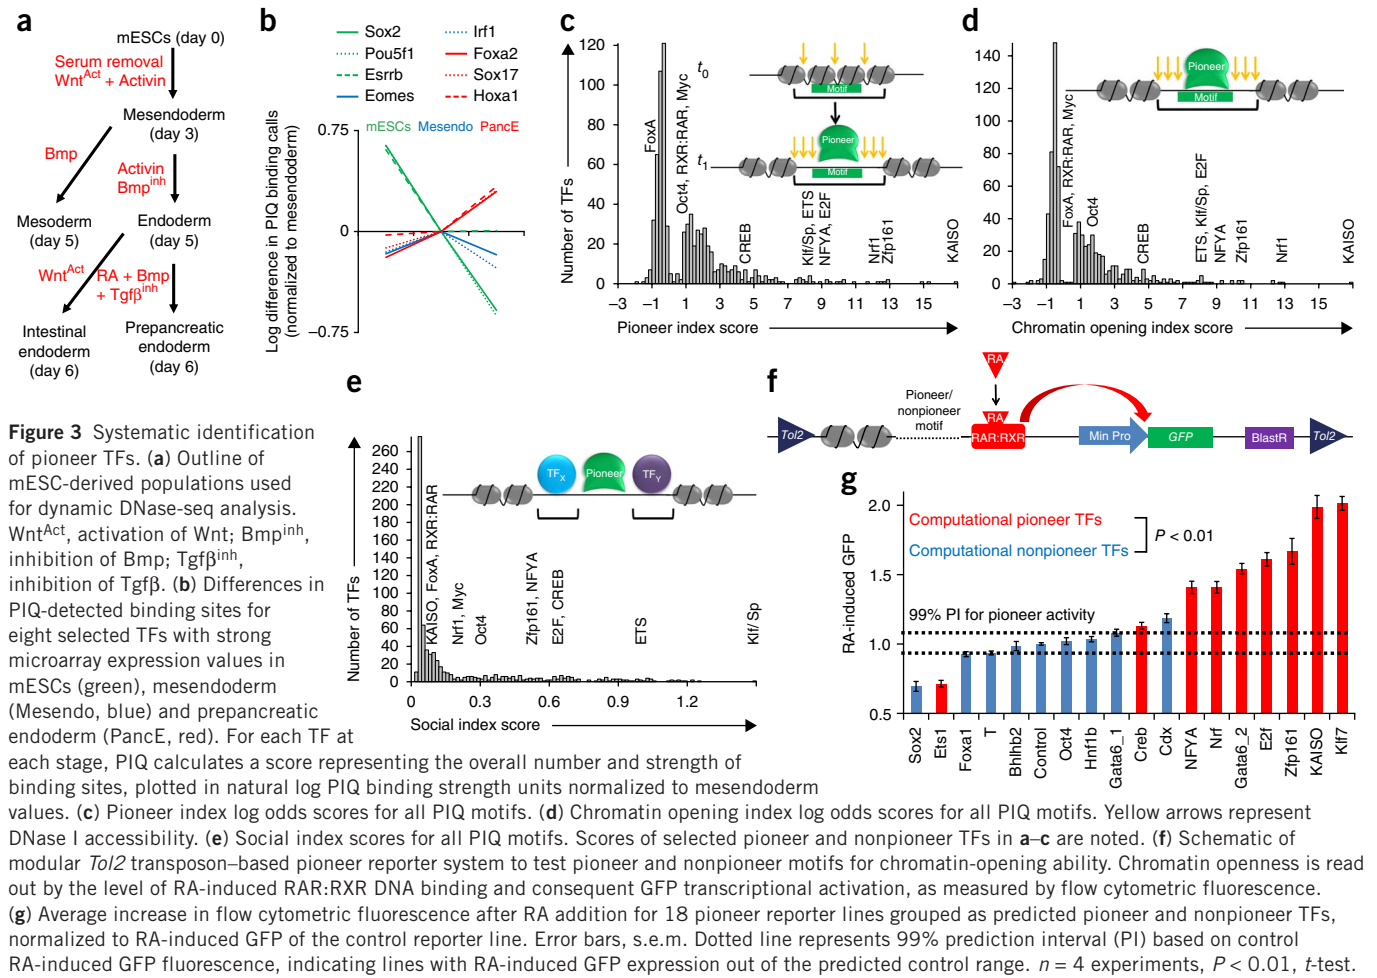 a
mESCs (day 0)
Serum removal
Wnt^Act + Activin
Mesendoderm
(day 3)
Bmp
Activin
Bmp^inh
Mesoderm
(day 5)
Endoderm
(day 5)
Wnt^Act
RA + Bmp
+ Tgfβ^inh
Intestinal
endoderm
(day 6)
Prepancreatic
endoderm
(day 6)
b
Sox2
Pou5f1
Esrrb
Eomes
Irf1
Foxa2
Sox17
Hoxa1
mESCs Mesendo PancE
0.75
0
–0.75
Log difference in PIQ binding calls
(normalized to mesendoderm)
c
Number of TFs
120
100
80
60
40
20
0
–3 –1 1 3 5 7 9 11 13 15 17
Pioneer index score
FoxA
Oct4, RXR:RAR, Myc
CREB
Klf/Sp, ETS
NFYA, E2F
Nrf1
Zfp161
KAISO
t0
Motif
t1
Pioneer
Motif
d
140
120
100
80
60
40
20
0
–3 –1 1 3 5 7 9 11 13 15
Chromatin opening index score
FoxA, RXR:RAR, Myc
Oct4
CREB
ETS, Klf/Sp, E2F
NFYA
Zfp161
Nrf1
KAISO
Pioneer
Motif
e
Number of TFs
260
240
220
200
180
160
140
120
100
80
60
40
20
0
0 0.3 0.6 0.9 1.2
Social index score
KAISO, FoxA, RXR:RAR
Nrf1, Myc
Oct4
Zfp161, NFYA
E2F, CREB
ETS
Klf/ Sp
TFX
Pioneer
TFY
f
Tol2
Pioneer/
nonpioneer
motif
RA
RA
RAR:RXR
Min Pro
GFP
BlastR
Tol2
g
RA-induced GFP
2.0
1.5
1.0
0.5
Computational pioneer TFs
Computational nonpioneer TFs
P < 0.01
99% PI for pioneer activity
Sox2
Ets1
Foxa1
T
Bhlhb2
Control
Oct4
Hnf1b
Gata6_1
Creb
Cdx
NFYA
Nrf
Gata6_2
E2f
Zfp161
KAISO
Klf7
Figure 3 Systematic identification
of pioneer TFs. (a) Outline of
mESC-derived populations used
for dynamic DNase-seq analysis.
Wnt^Act, activation of Wnt; Bmp^inh,
inhibition of Bmp; Tgfβ^inh,
inhibition of Tgfβ. (b) Differences in
PIQ-detected binding sites for
eight selected TFs with strong
microarray expression values in
mESCs (green), mesendoderm
(Mesendo, blue) and prepancreatic
endoderm (PancE, red). For each TF at
each stage, PIQ calculates a score representing the overall number and strength of
binding sites, plotted in natural log PIQ binding strength units normalized to mesendoderm
values. (c) Pioneer index log odds scores for all PIQ motifs. (d) Chromatin opening index log odds scores for all PIQ motifs. Yellow arrows represent
DNase I accessibility. (e) Social index scores for all PIQ motifs. Scores of selected pioneer and nonpioneer TFs in a–c are noted. (f) Schematic of
modular Tol2 transposon–based pioneer reporter system to test pioneer and nonpioneer motifs for chromatin-opening ability. Chromatin openness is read
out by the level of RA-induced RAR:RXR DNA binding and consequent GFP transcriptional activation, as measured by flow cytometric fluorescence.
(g) Average increase in flow cytometric fluorescence after RA addition for 18 pioneer reporter lines grouped as predicted pioneer and nonpioneer TFs,
normalized to RA-induced GFP of the control reporter line. Error bars, s.e.m. Dotted line represents 99% prediction interval (PI) based on control
RA-induced GFP fluorescence, indicating lines with RA-induced GFP expression out of the predicted control range. n = 4 experiments, P < 0.01, t-test.